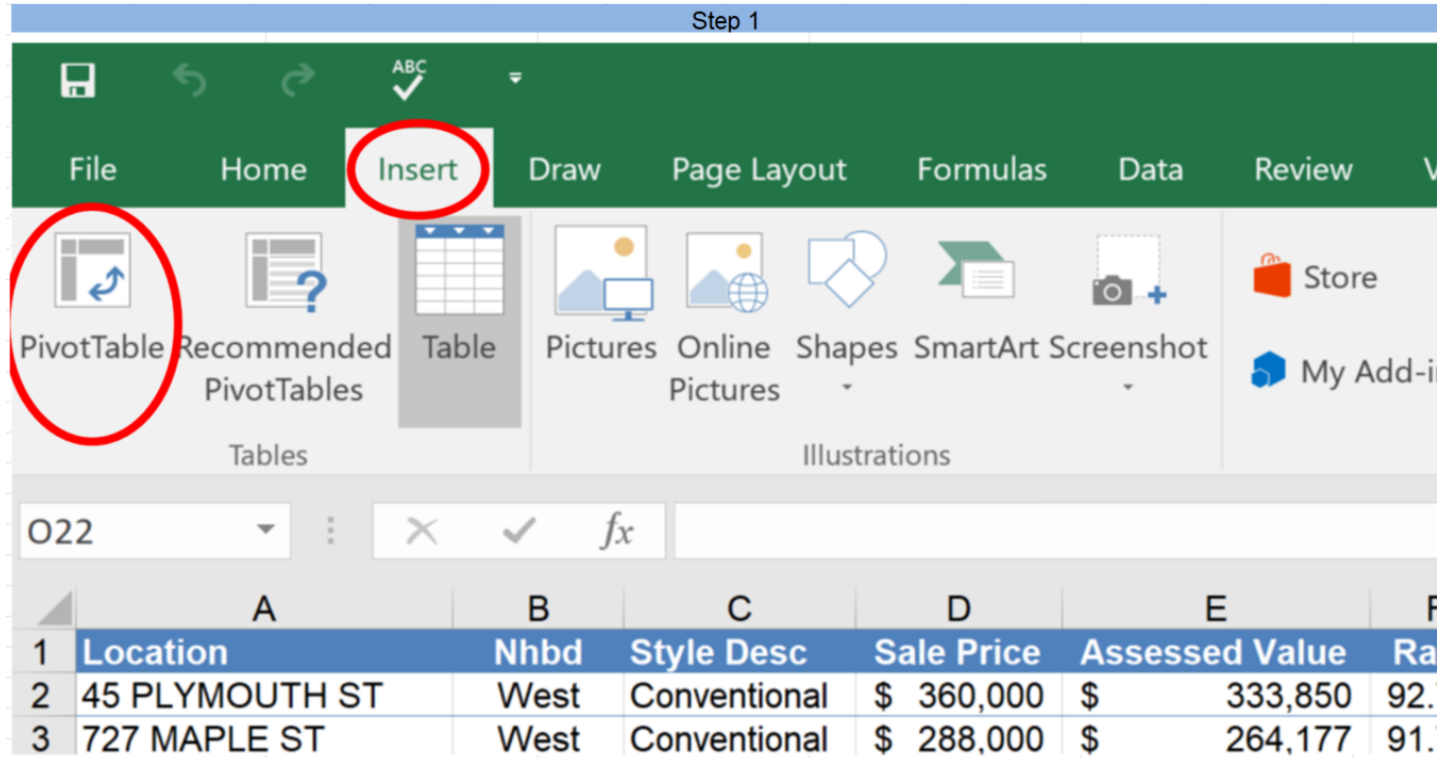 Step 1
ABC
File Home Insert Draw Page Layout Formulas Data Review
PivotTable Recommended PivotTables Table Pictures Online Pictures Shapes SmartArt Screenshot
Store
My Add-i
Tables Illustrations
O22 fx
A B C D E F
1 Location Nhbd Style Desc Sale Price Assessed Value Ra
2 45 PLYMOUTH ST West Conventional $ 360,000 $ 333,850 92.
3 727 MAPLE ST West Conventional $ 288,000 $ 264,177 91.